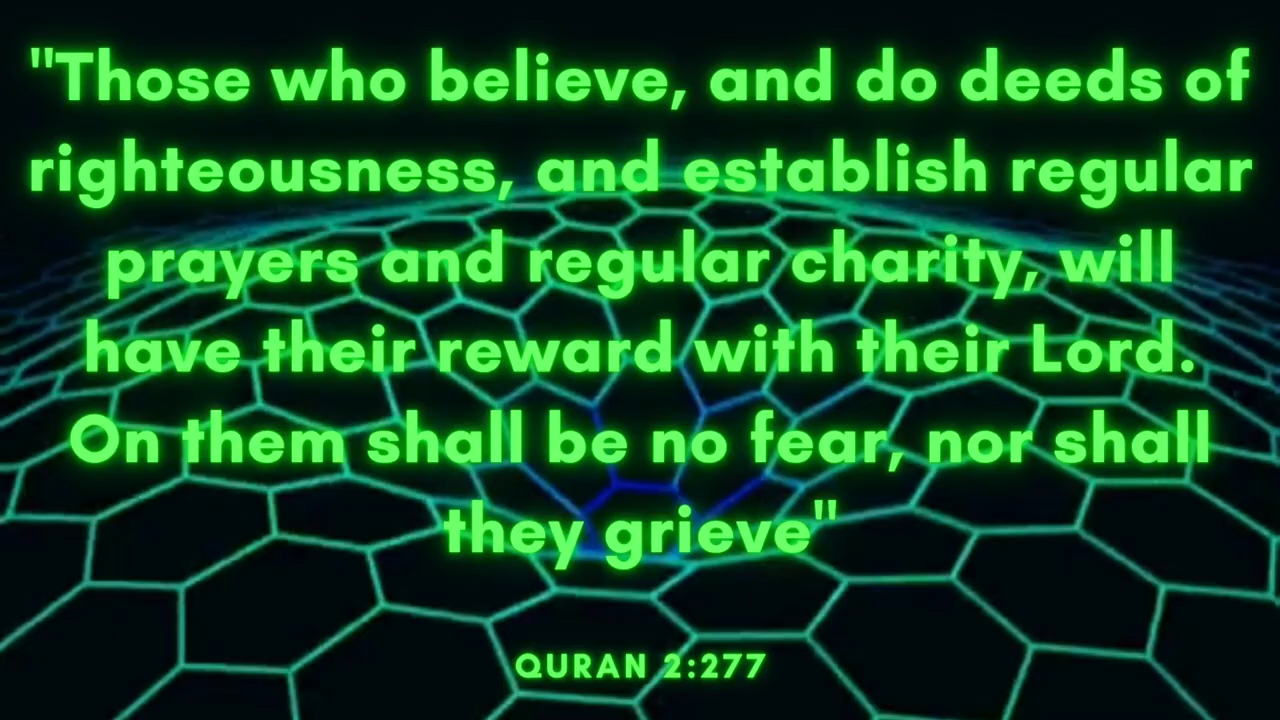 "Those who believe, and do deeds of
righteousness, and establish regular
prayers and regular charity, will
have their reward with their Lord.
On them shall be no fear, nor shall
they grieve"
QURAN 2:277